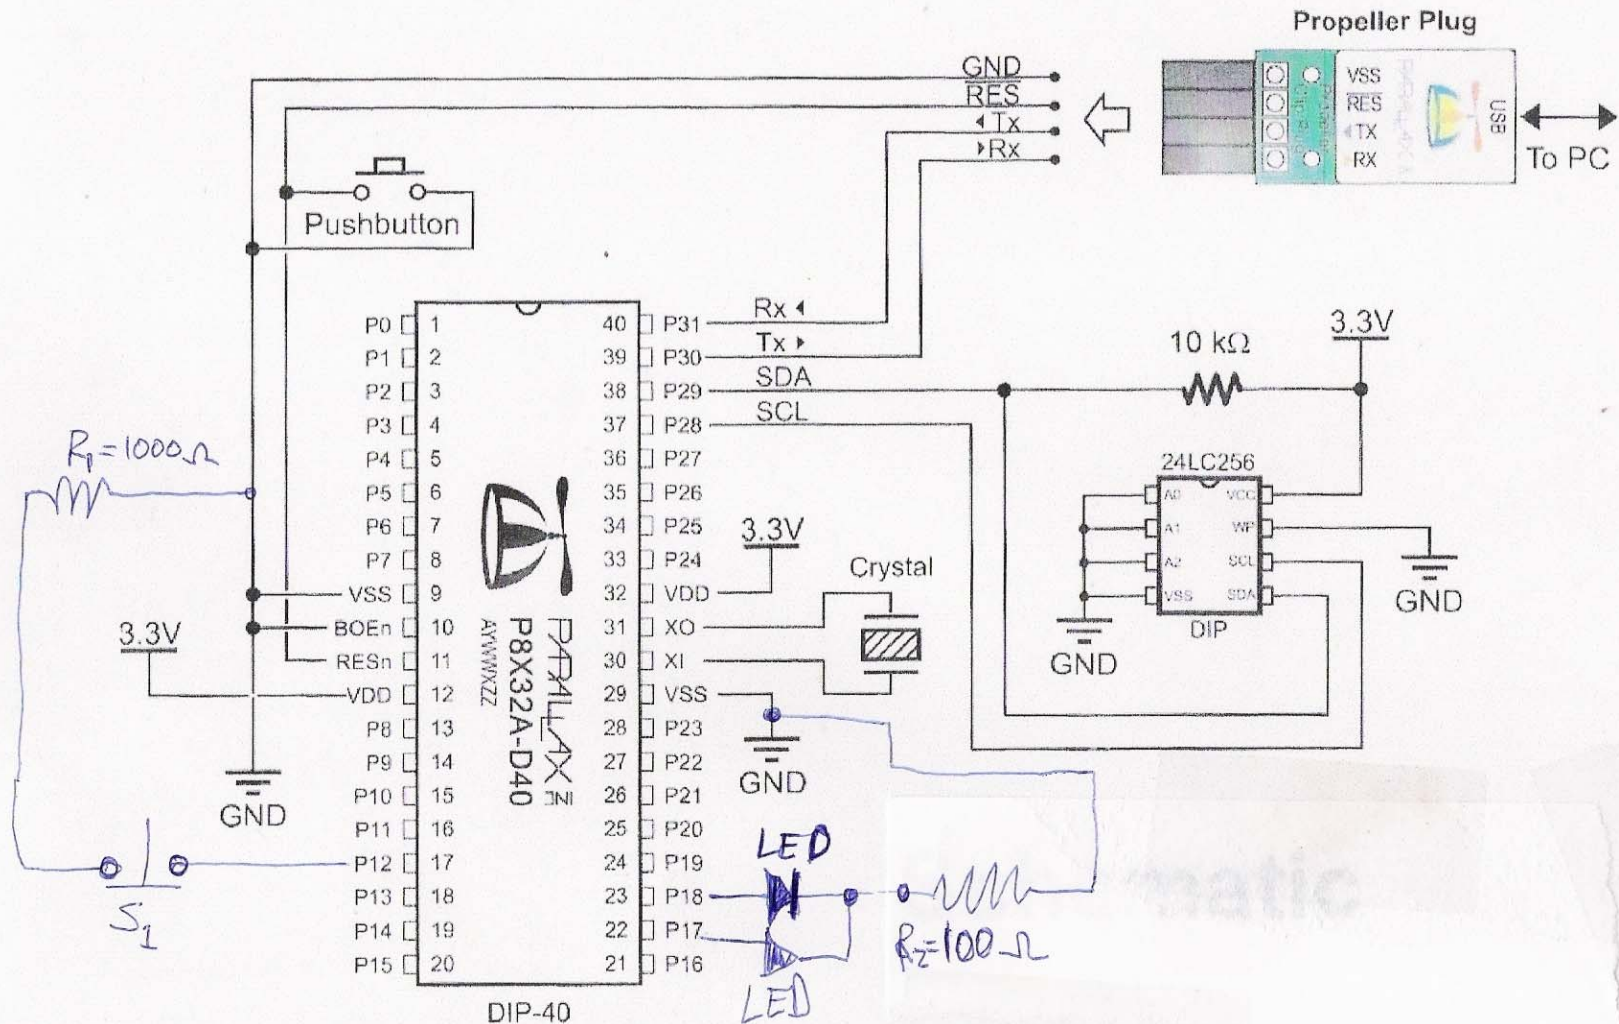 Propeller Plug
GND
RES
◂Tx
▸Rx
VSS
RES
◂TX
RX
USB
To PC
Pushbutton
P0 1 40 P31 Rx ◂
P1 2 39 P30 Tx ▸
P2 3 38 P29 SDA
P3 4 37 P28 SCL
P4 5 36 P27
P5 6 35 P26
P6 7 34 P25
P7 8 33 P24
VSS 9 32 VDD
BOEn 10 31 XO
RESn 11 30 XI
VDD 12 29 VSS
P8 13 28 P23
P9 14 27 P22
P10 15 26 P21
P11 16 25 P20
P12 17 24 P19
P13 18 23 P18
P14 19 22 P17
P15 20 21 P16
DIP-40
PARALLAX INC
P8X32A-D40
AYWWXZZ
R1=1000Ω
3.3V
GND
S1
3.3V
Crystal
GND
LED
LED
R2=100Ω
10 kΩ
3.3V
24LC256
A0 VCC
A1 WP
A2 SCL
VSS SDA
DIP
GND
GND
matic